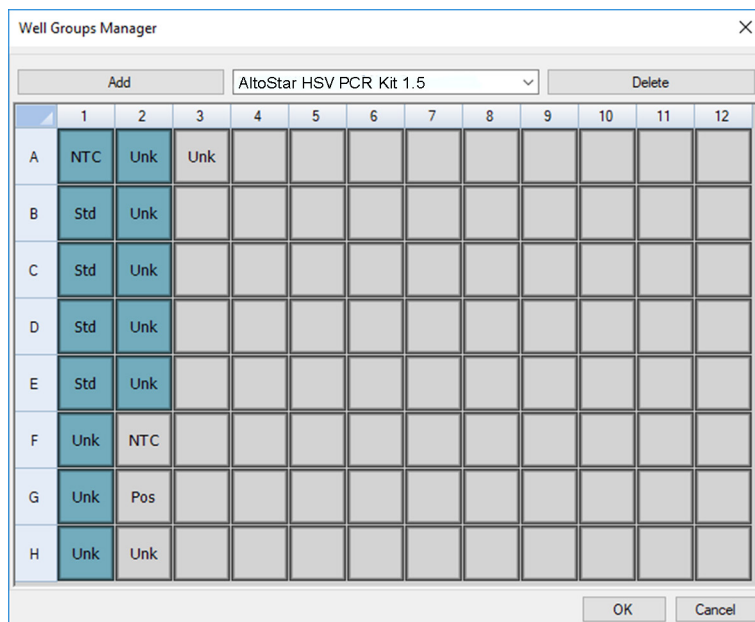 Well Groups Manager
Add AltoStar HSV PCR Kit 1.5 Delete
1 2 3 4 5 6 7 8 9 10 11 12
A NTC Unk Unk
B Std Unk
C Std Unk
D Std Unk
E Std Unk
F Unk NTC
G Unk Pos
H Unk Unk
OK Cancel